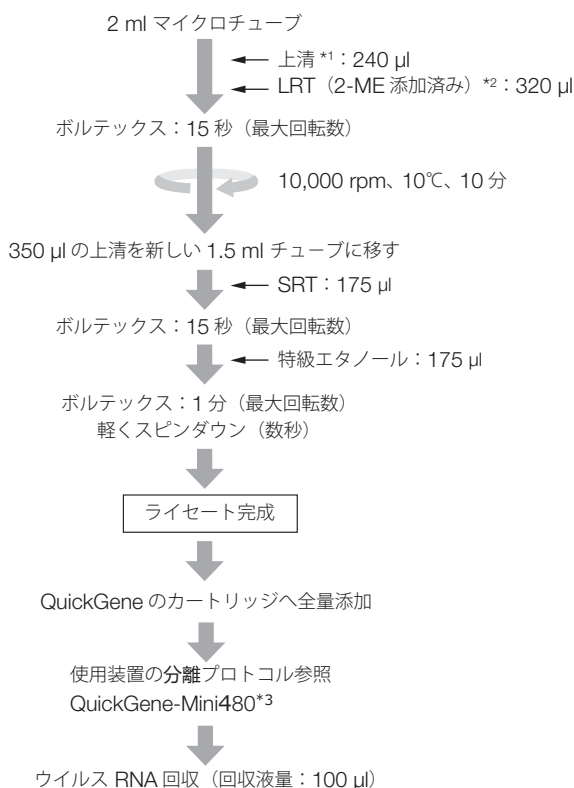 2 ml マイクロチューブ
上清 *1：240 µl
LRT（2-ME 添加済み）*2：320 µl
ボルテックス：15 秒（最大回転数）
10,000 rpm、10℃、10 分
350 µl の上清を新しい 1.5 ml チューブに移す
SRT：175 µl
ボルテックス：15 秒（最大回転数）
特級エタノール：175 µl
ボルテックス：1 分（最大回転数）
軽くスピンダウン（数秒）
ライセート完成
QuickGene のカートリッジへ全量添加
使用装置の分離プロトコル参照
QuickGene-Mini480*3
ウイルス RNA 回収（回収液量：100 µl）